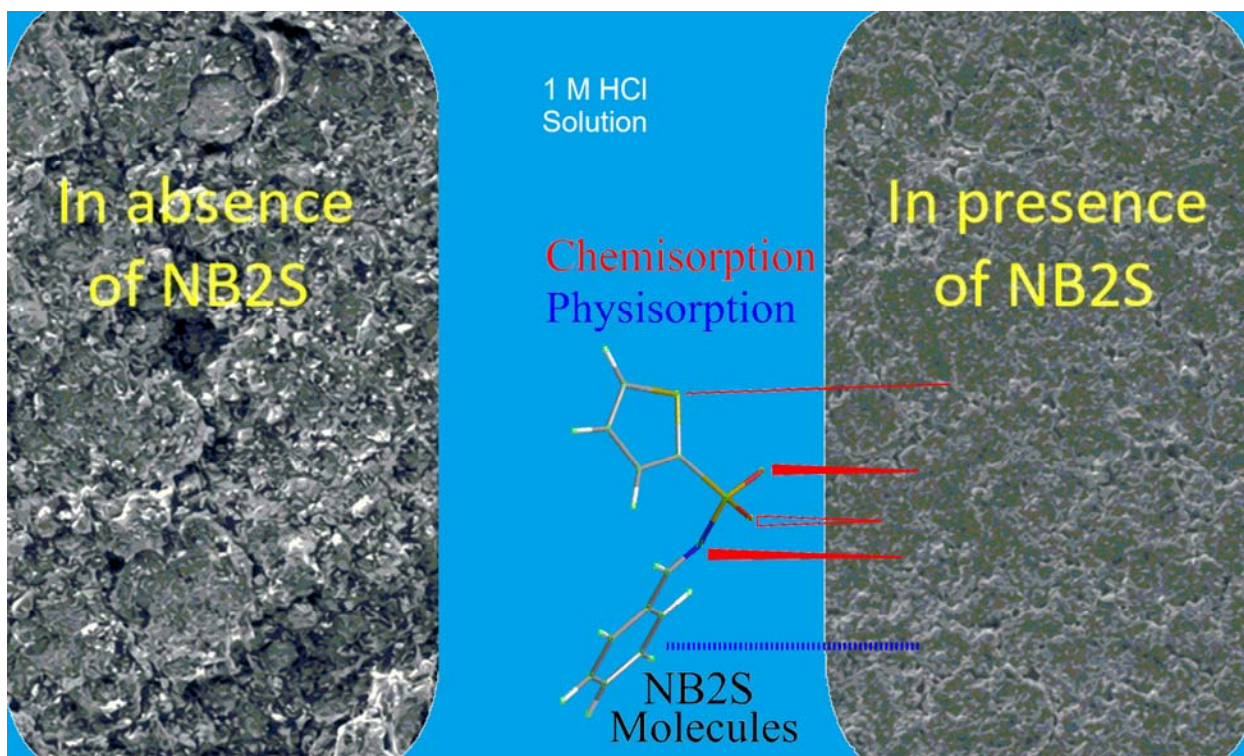 In absence
of NB2S
1 M HCl
Solution
Chemisorption
Physisorption
NB2S
Molecules
In presence
of NB2S